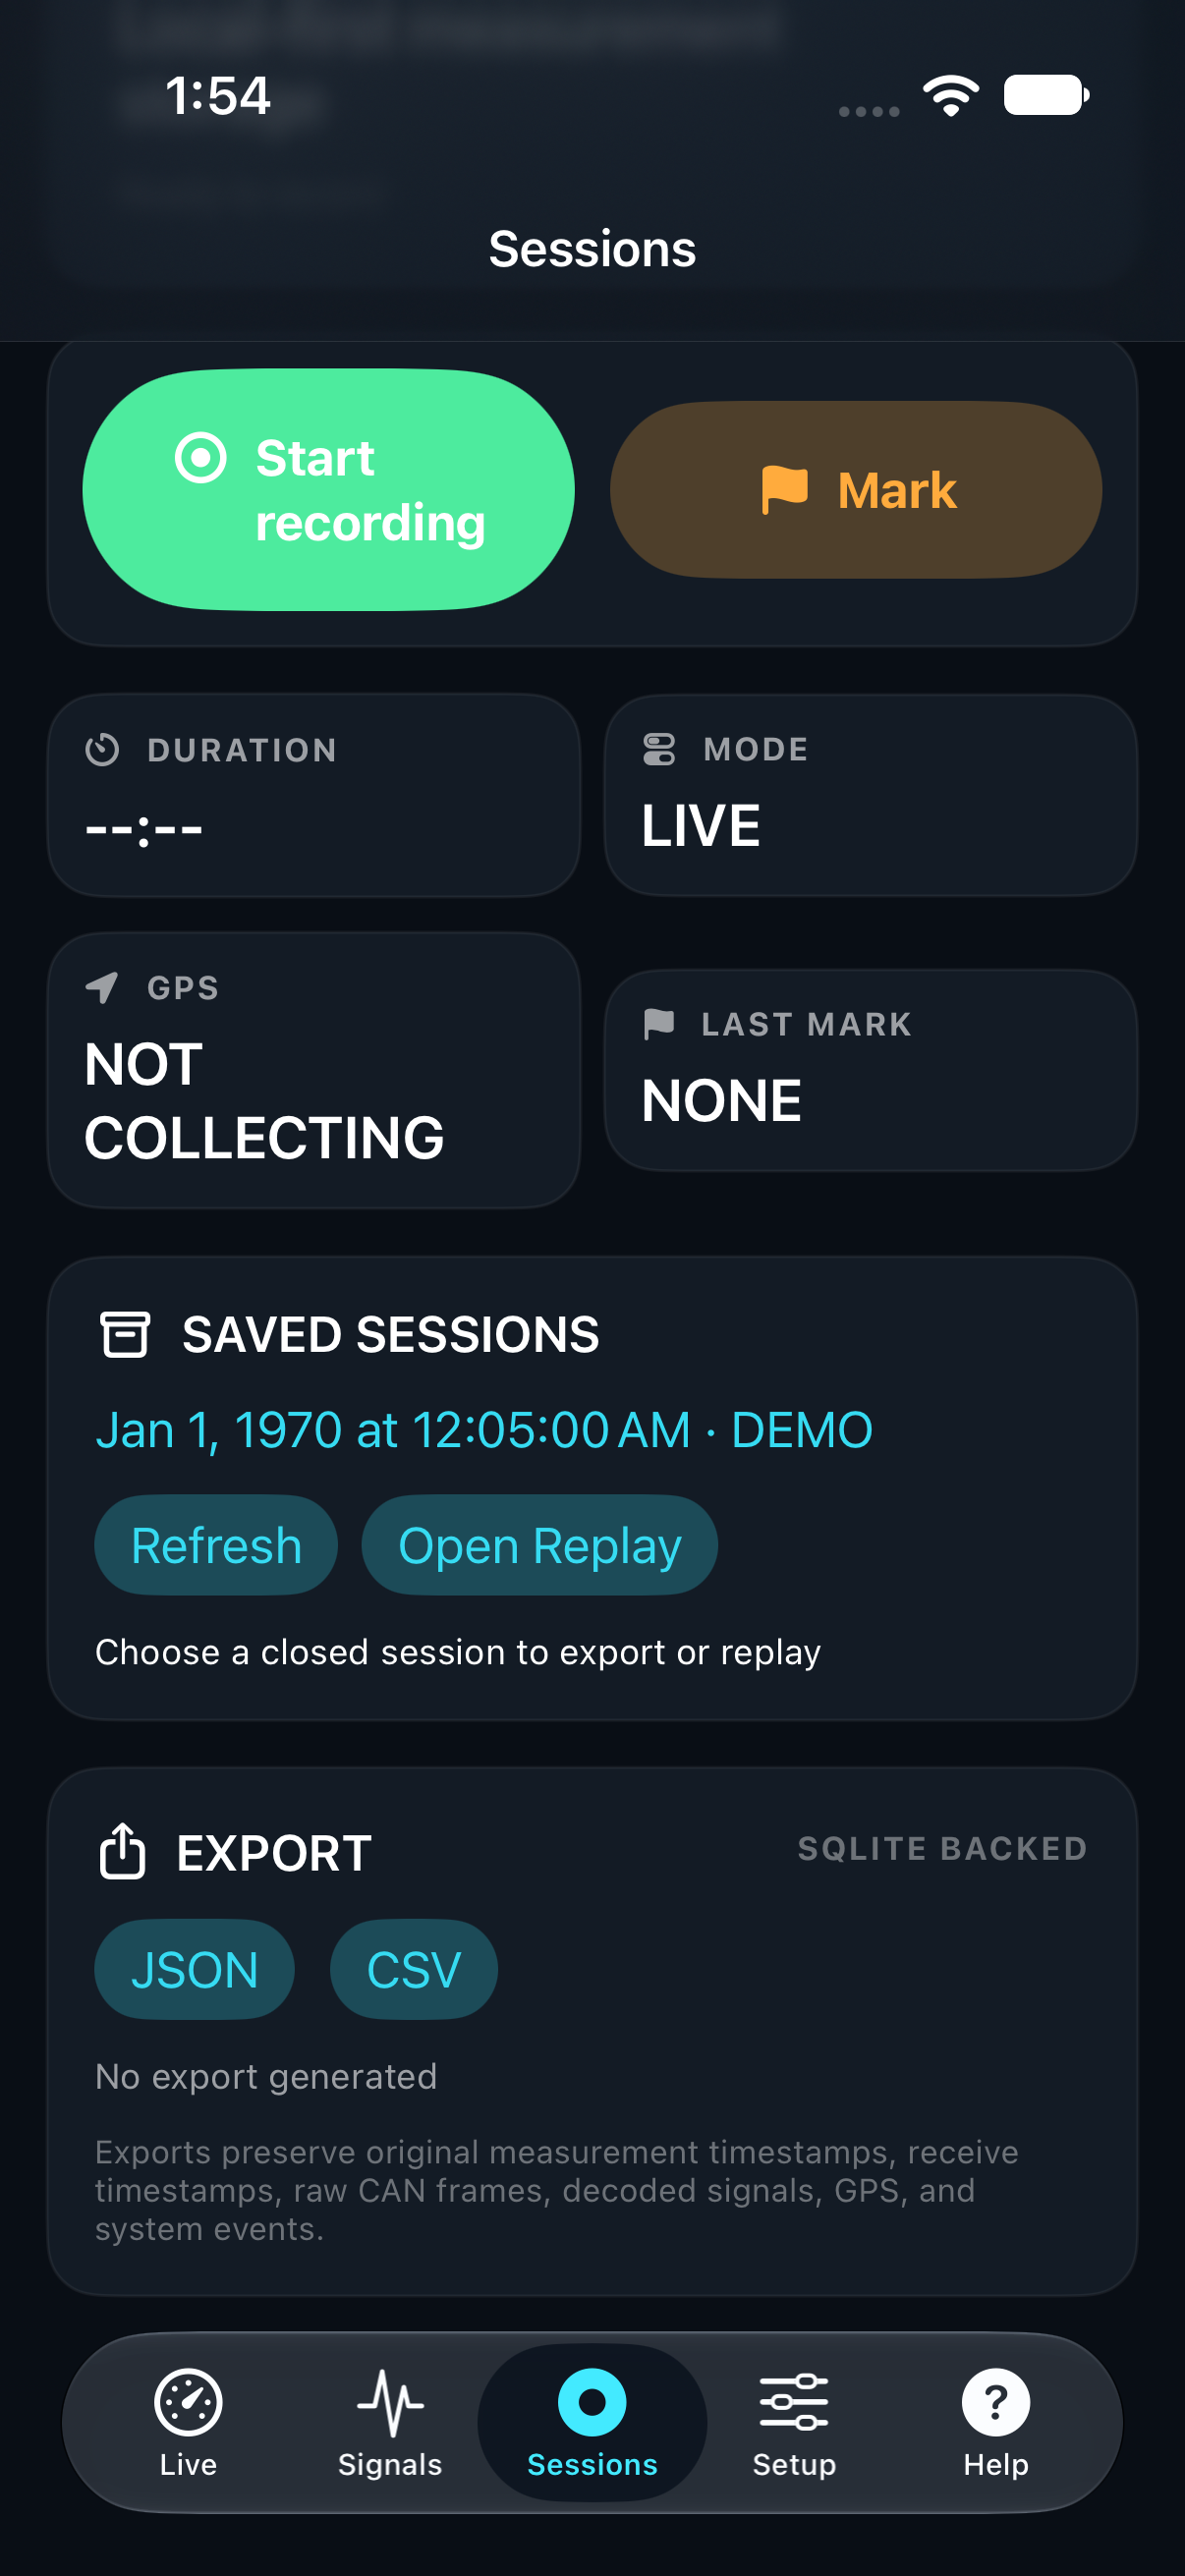 1:54
Sessions
Start
recording
Mark
DURATION
--:--
MODE
LIVE
GPS
NOT
COLLECTING
LAST MARK
NONE
SAVED SESSIONS
Jan 1, 1970 at 12:05:00 AM · DEMO
Refresh
Open Replay
Choose a closed session to export or replay
EXPORT
SQLITE BACKED
JSON
CSV
No export generated
Exports preserve original measurement timestamps, receive
timestamps, raw CAN frames, decoded signals, GPS, and
system events.
Live
Signals
Sessions
Setup
Help